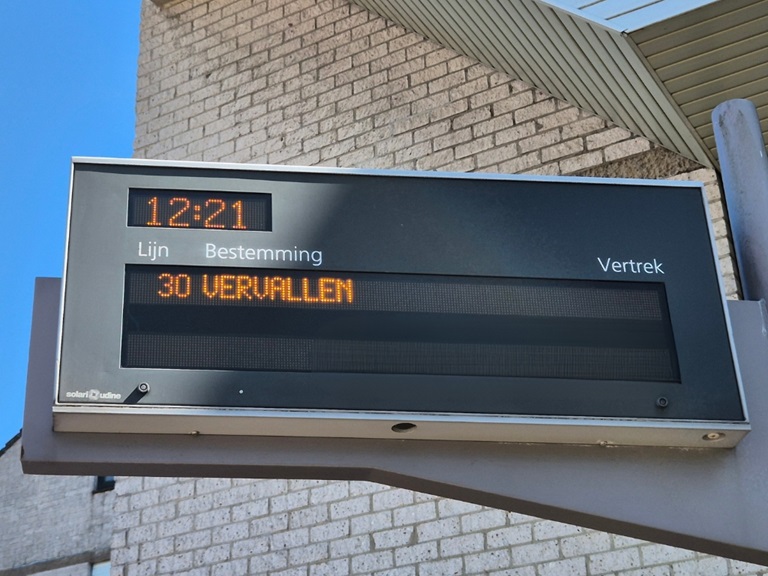 12:21
Lijn Bestemming Vertrek
30 VERVALLEN
solari udine